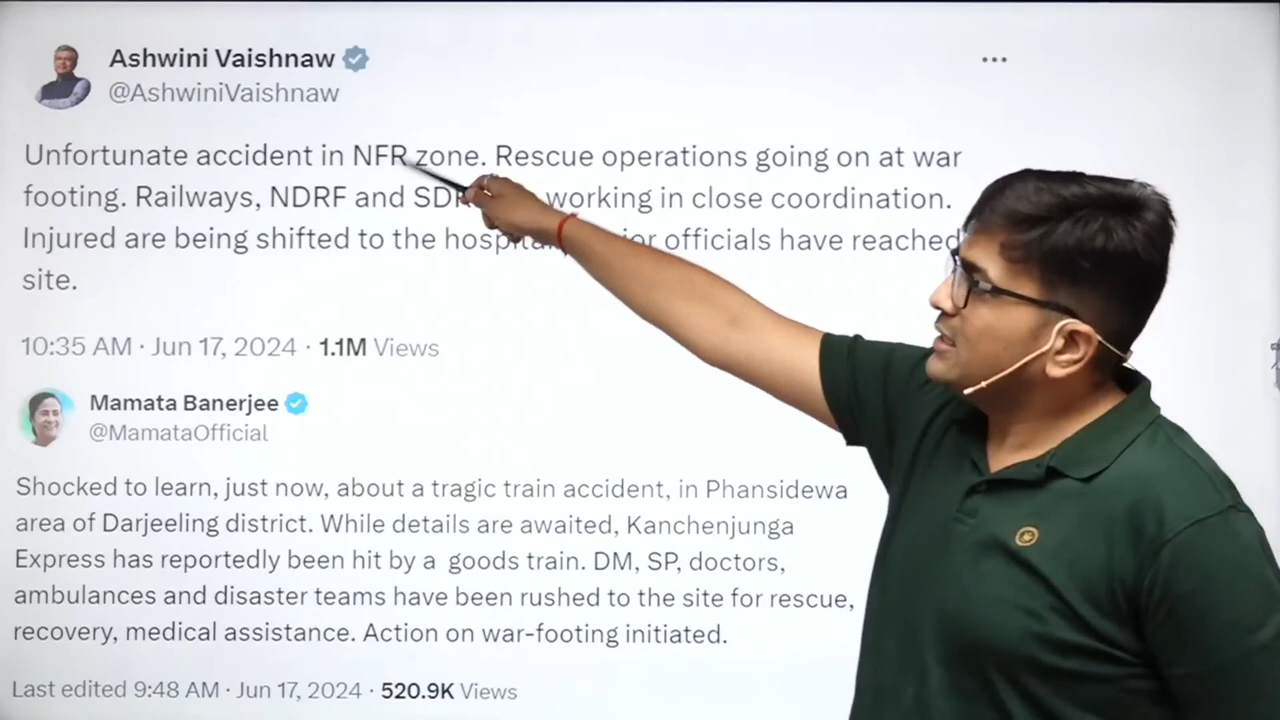 Ashwini Vaishnaw
@AshwiniVaishnaw
Unfortunate accident in NFR zone. Rescue operations going on at war
footing. Railways, NDRF and working in close coordination.
Injured are being shifted to the officials have reached
site.
10:35 AM · Jun 17, 2024 · 1.1M Views
Mamata Banerjee
@MamataOfficial
Shocked to learn, just now, about a tragic train accident, in Phansidewa
area of Darjeeling district. While details are awaited, Kanchenjunga
Express has reportedly been hit by a goods train. DM, SP, doctors,
ambulances and disaster teams have been rushed to the site for rescue,
recovery, medical assistance. Action on war-footing initiated.
Last edited 9:48 AM · Jun 17, 2024 · 520.9K Views